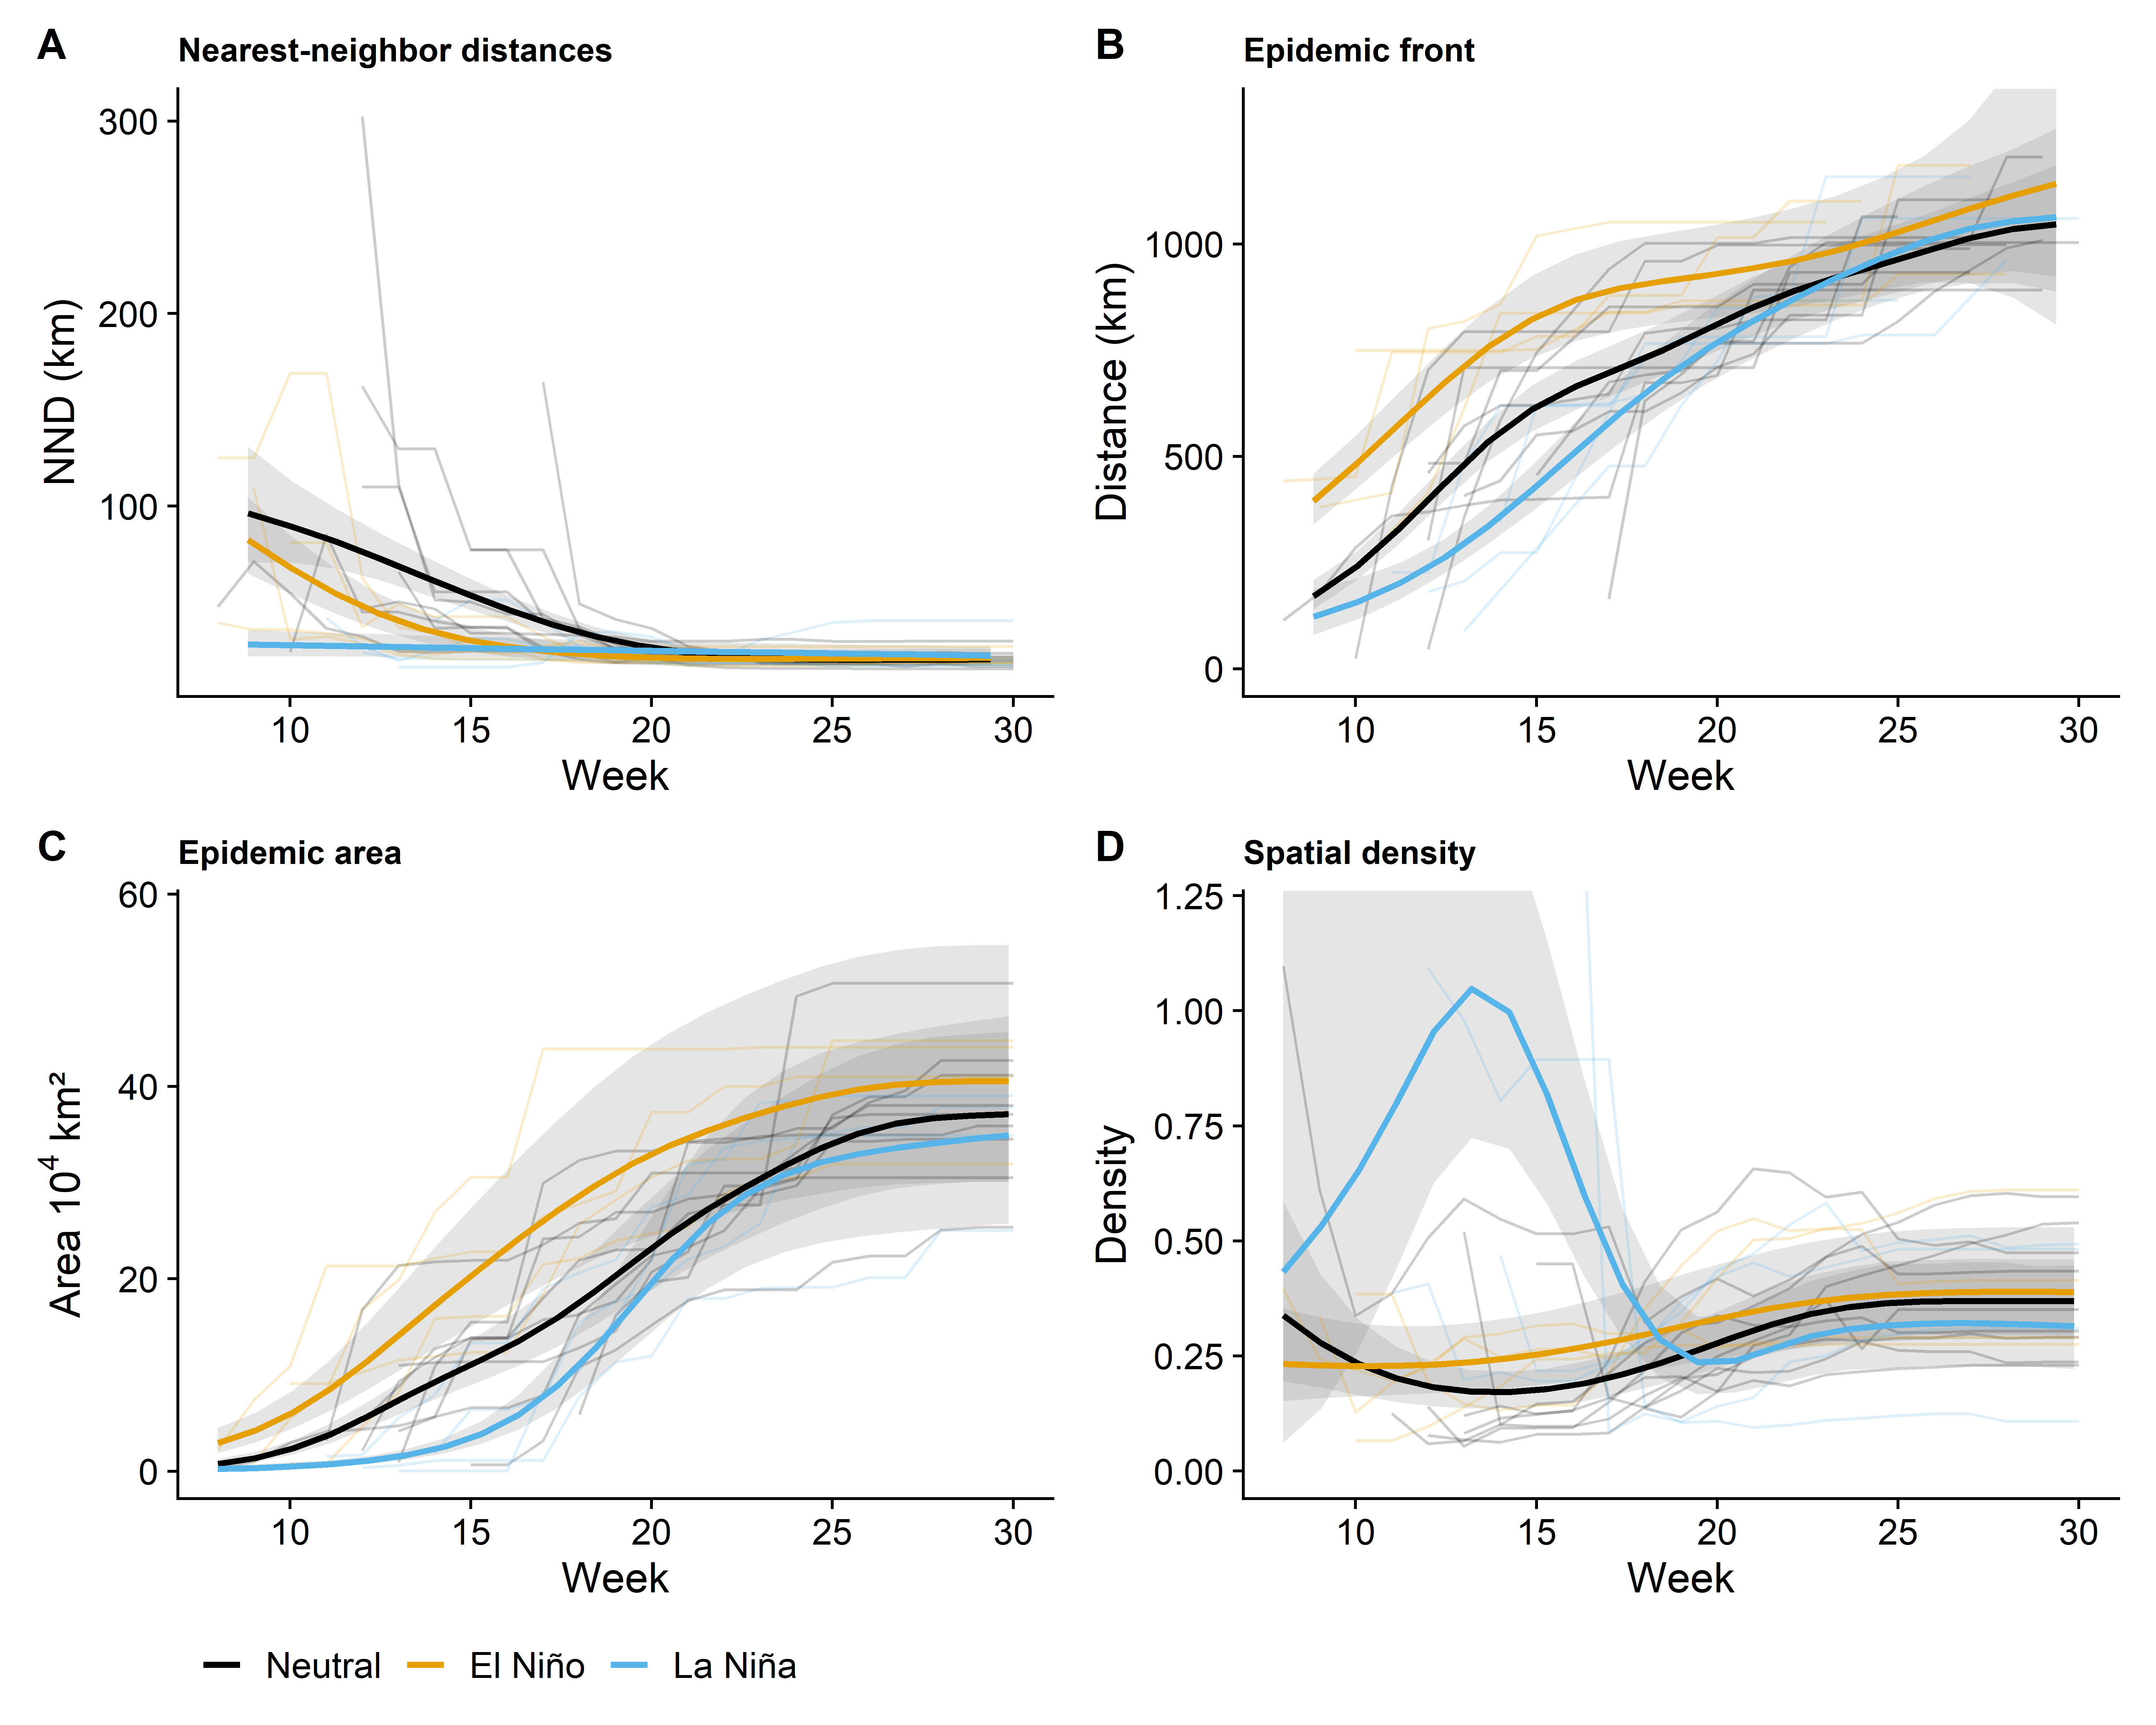 A
Nearest-neighbor distances
300
200
100
NND (km)
10 15 20 25 30
Week
B
Epidemic front
1000
500
0
Distance (km)
10 15 20 25 30
Week
C
Epidemic area
60
40
20
0
Area 10⁴ km²
10 15 20 25 30
Week
D
Spatial density
1.25
1.00
0.75
0.50
0.25
0.00
Density
10 15 20 25 30
Week
Neutral El Niño La Niña